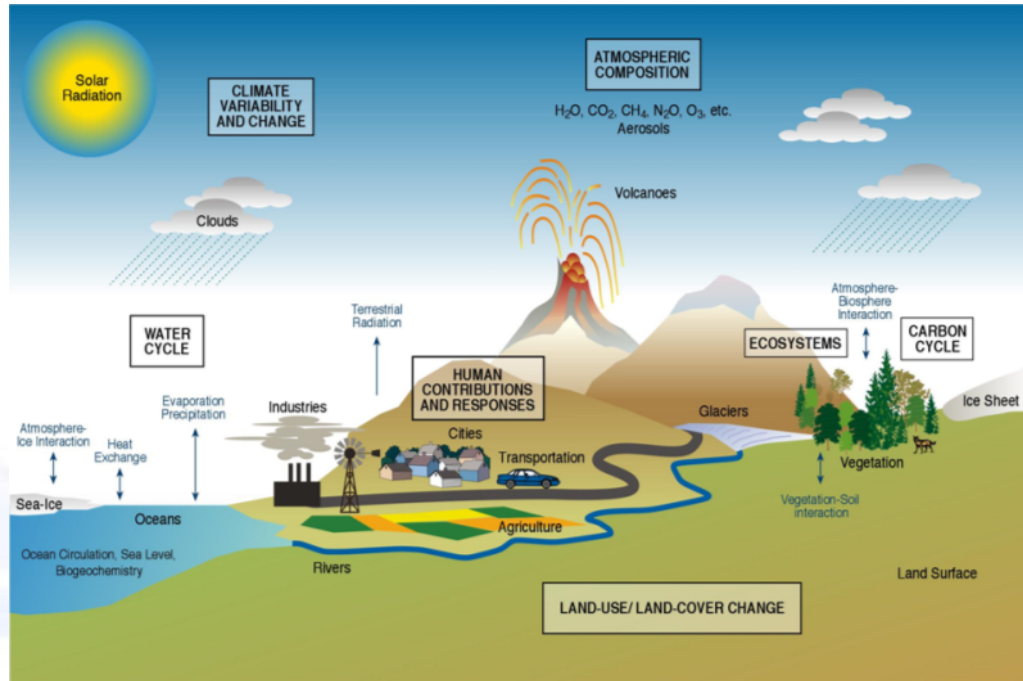 Solar
Radiation
CLIMATE
VARIABILITY
AND CHANGE
ATMOSPHERIC
COMPOSITION
H₂O, CO₂, CH₄, N₂O, O₃, etc.
Aerosols
Clouds
Volcanoes
Terrestrial
Radiation
Atmosphere-
Biosphere
Interaction
WATER
CYCLE
ECOSYSTEMS
CARBON
CYCLE
HUMAN
CONTRIBUTIONS
AND RESPONSES
Evaporation
Precipitation
Industries
Glaciers
Ice Sheet
Atmosphere-
Ice Interaction
Heat
Exchange
Cities
Transportation
Vegetation
Sea-Ice
Oceans
Agriculture
Vegetation-Soil
interaction
Ocean Circulation, Sea Level,
Biogeochemistry
Rivers
Land Surface
LAND-USE/ LAND-COVER CHANGE